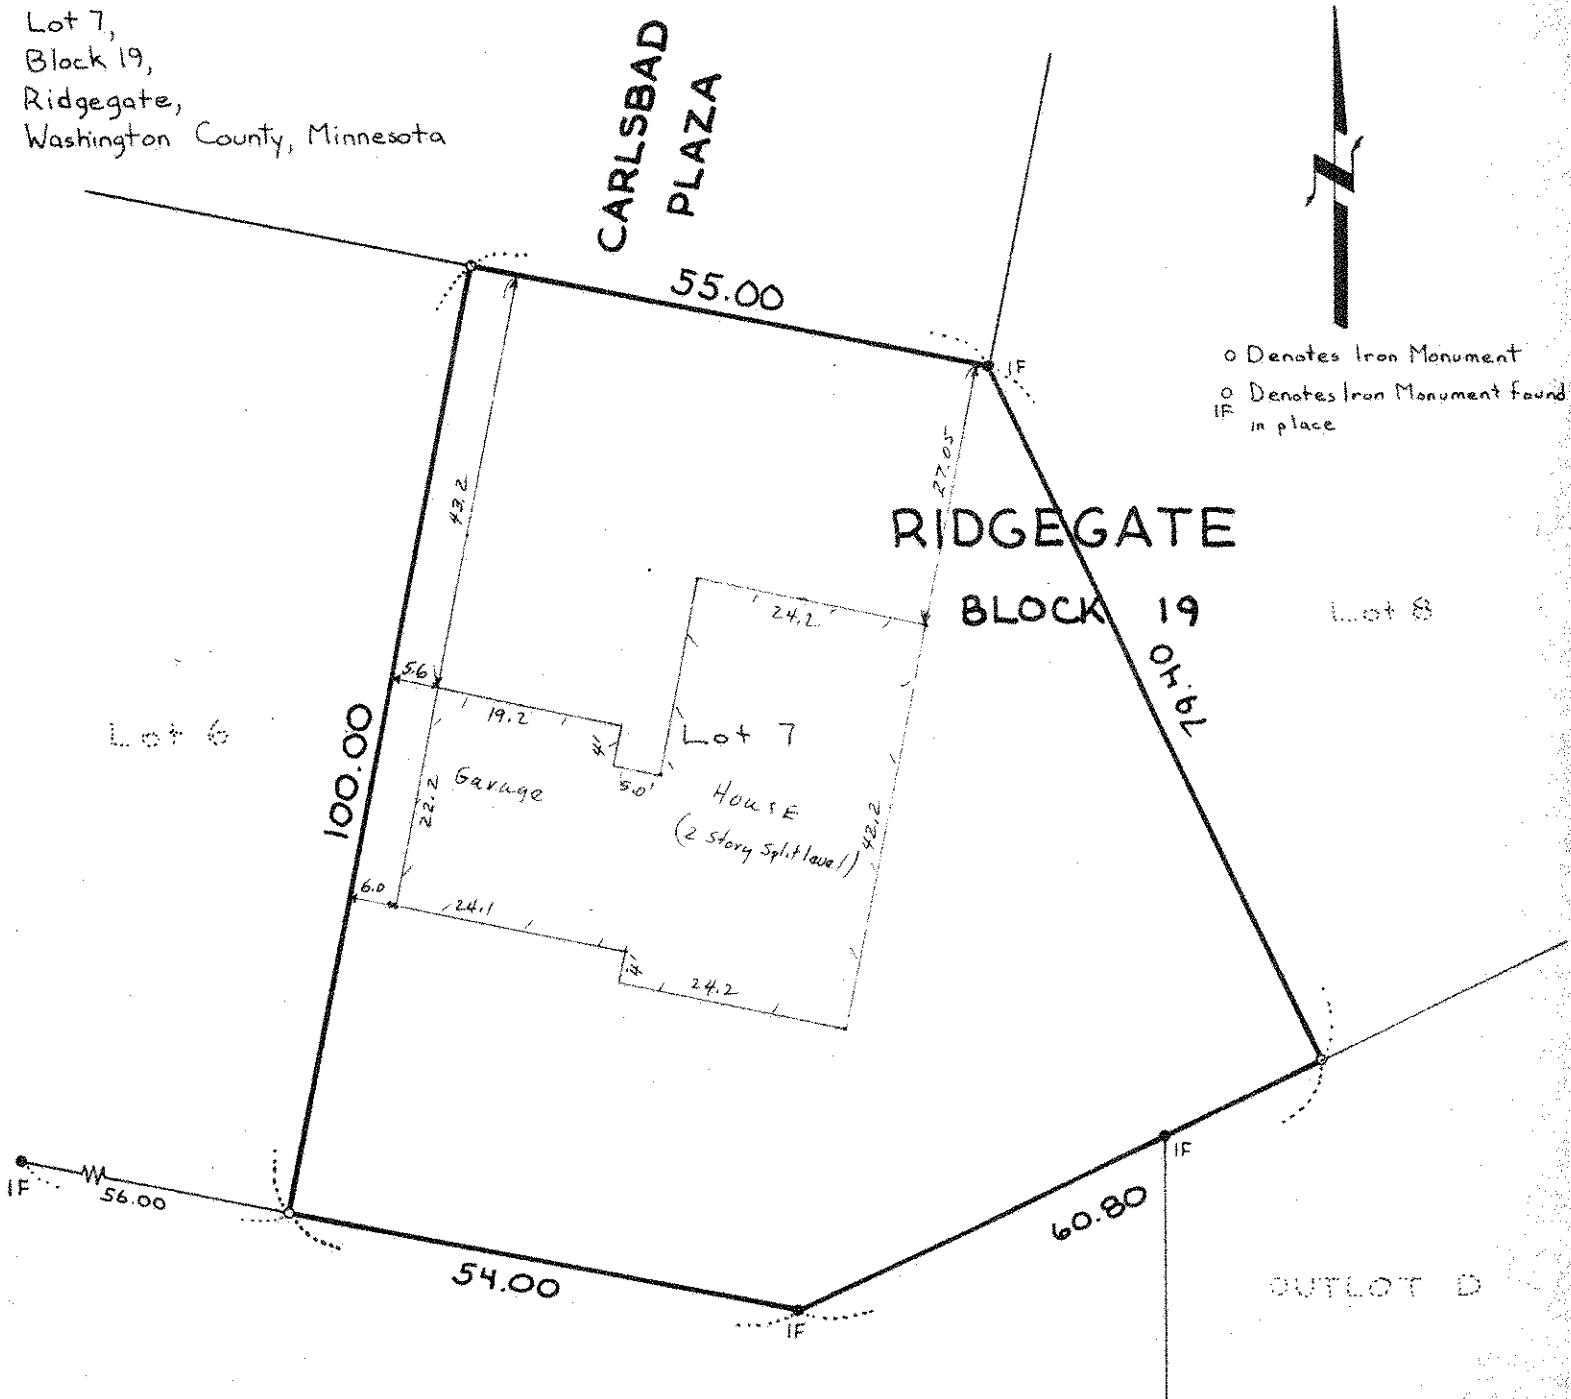 Lot 7,
Block 19,
Ridgegate,
Washington County, Minnesota
CARLSBAD
PLAZA
55.00
IF
o Denotes Iron Monument
o Denotes Iron Monument found
IF
in place
43.2
27.05
RIDGEGATE
BLOCK 19
Lot 8
24.2
79.40
5.6
19.2
Lot 6
Lot 7
4'
5.0'
100.00
Garage
22.2
House
(2 story Splitlevel)
42.2
6.0
24.1
4'
24.2
IF
56.00
IF
60.80
54.00
IF
OUTLOT D